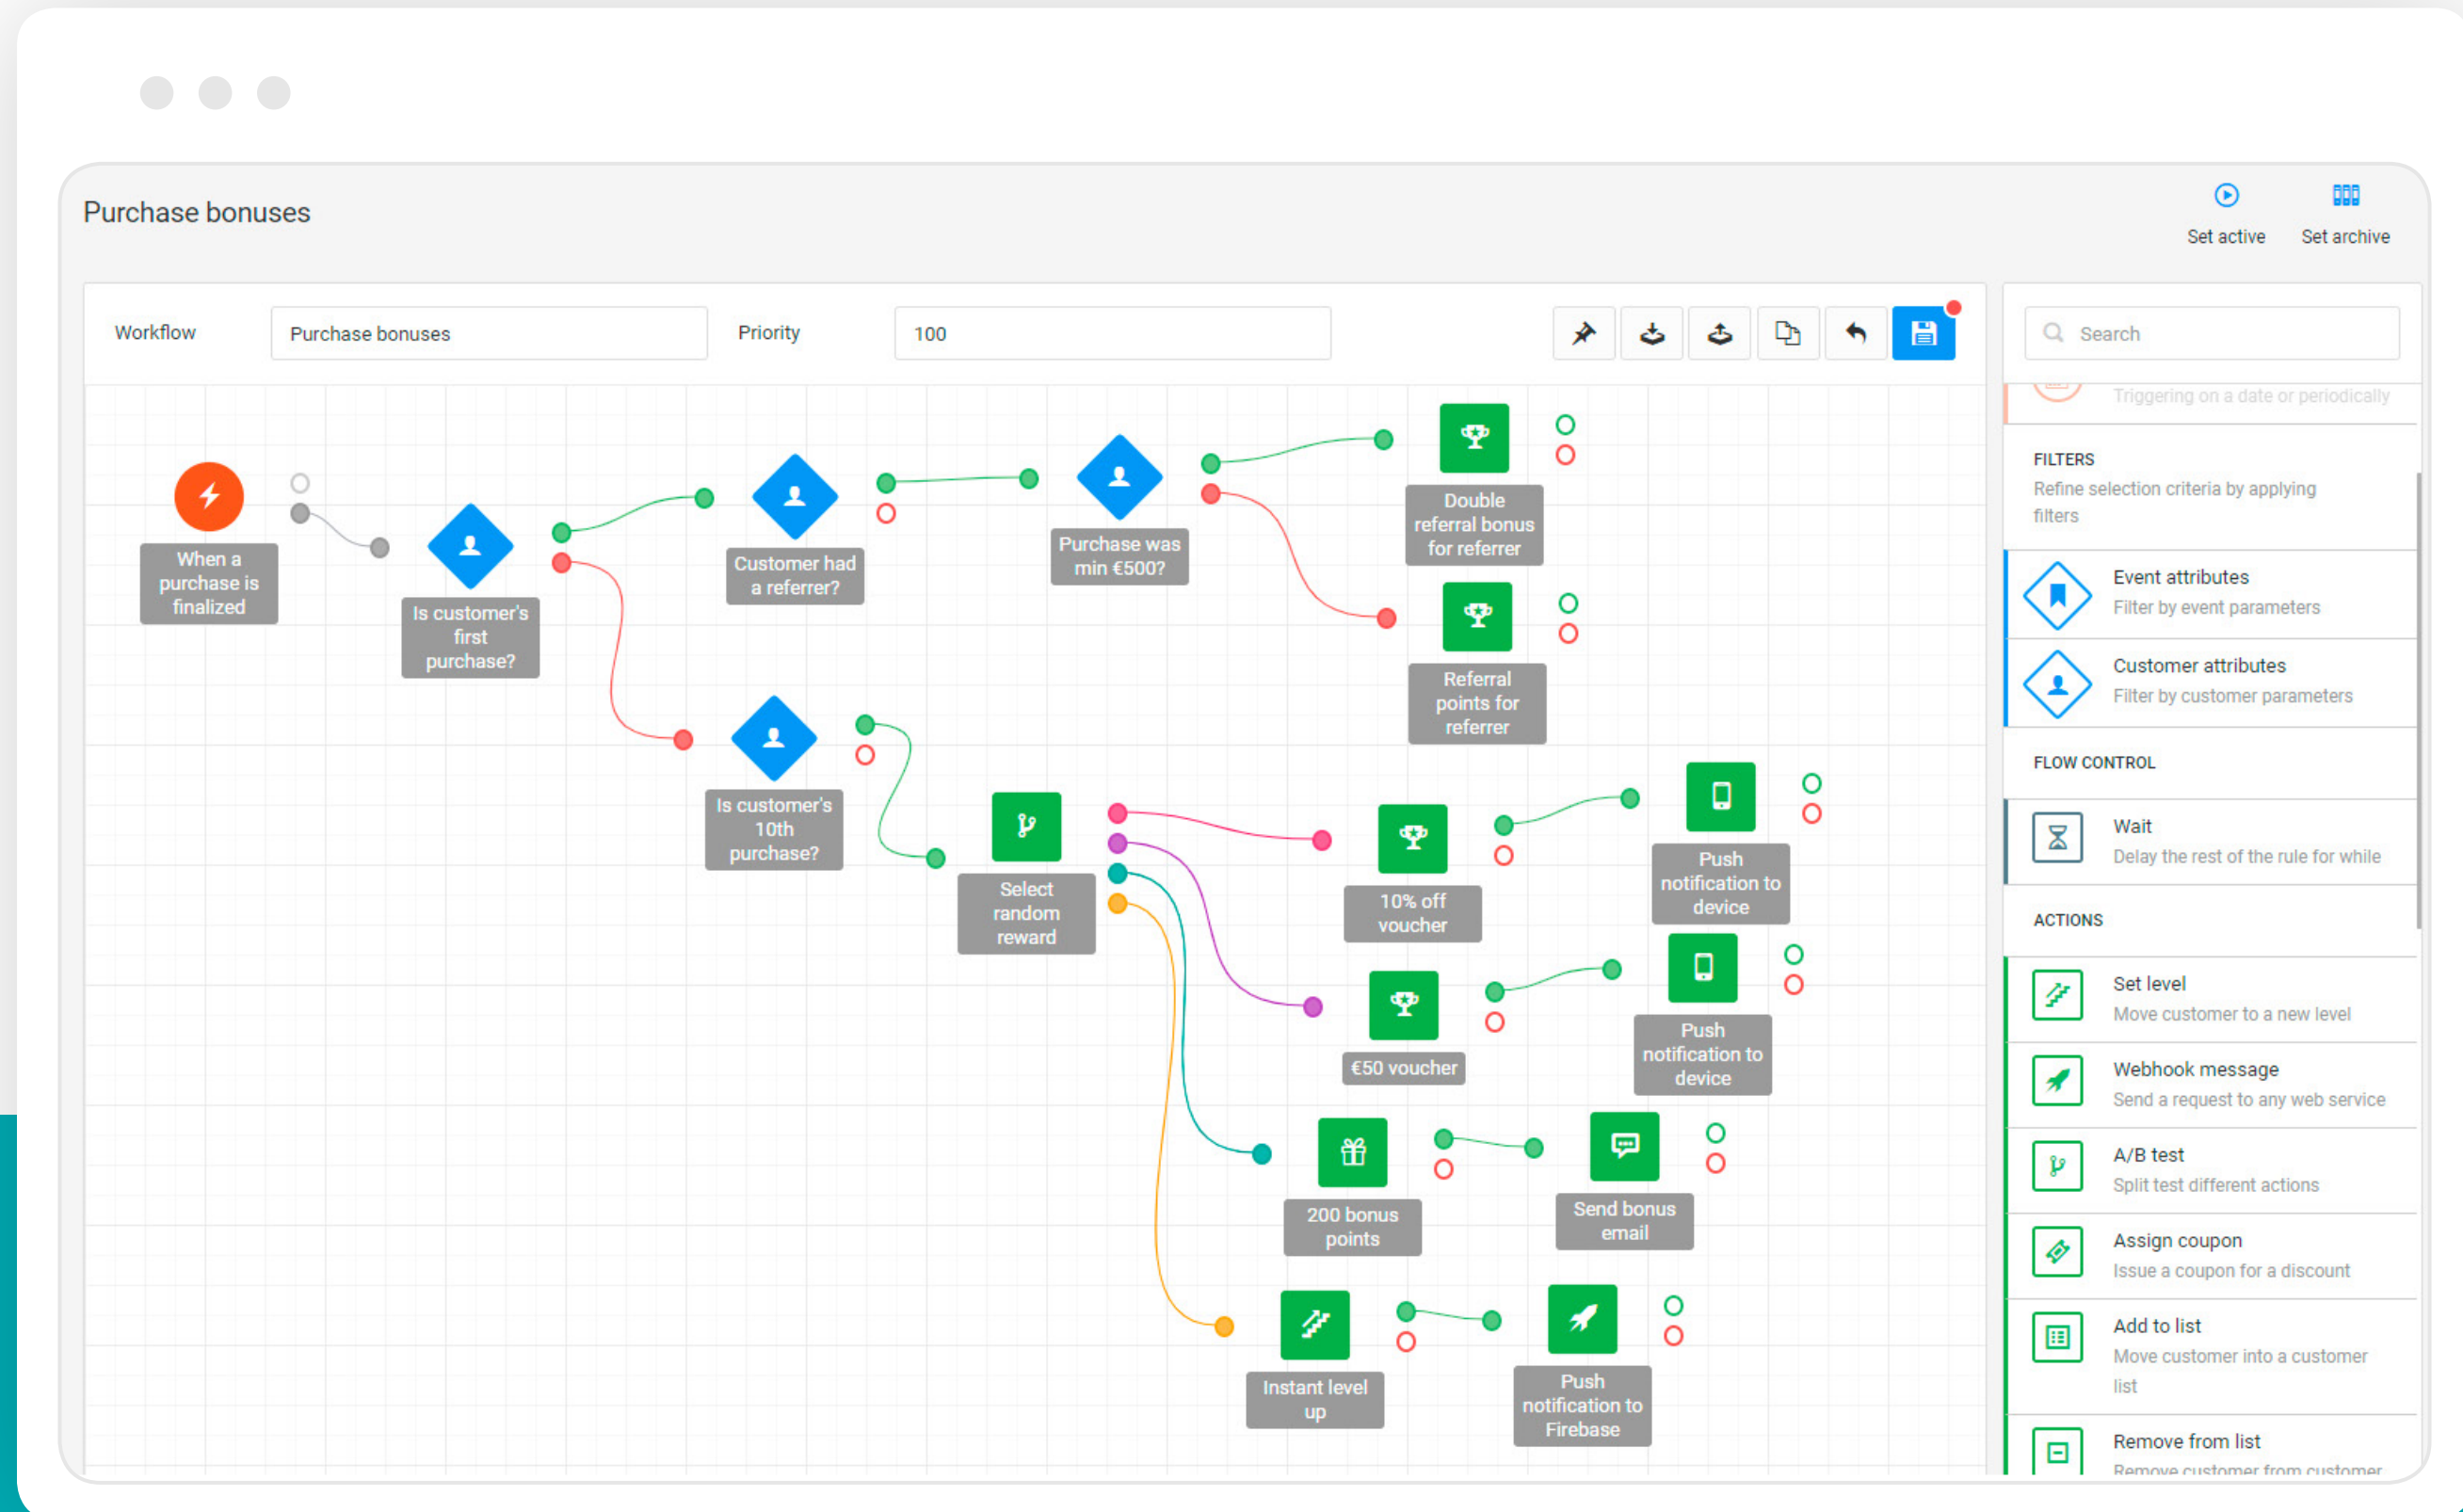 Purchase bonuses
Set active
Set archive
Workflow
Purchase bonuses
Priority
100
When a
purchase is
finalized
Is customer's
first
purchase?
Customer had
a referrer?
Purchase was
min €500?
Double
referral bonus
for referrer
Referral
points for
referrer
Is customer's
10th
purchase?
Select
random
reward
10% off
voucher
Push
notification to
device
€50 voucher
Push
notification to
device
200 bonus
points
Send bonus
email
Instant level
up
Push
notification to
Firebase
Search
Triggering on a date or periodically
FILTERS
Refine selection criteria by applying
filters
Event attributes
Filter by event parameters
Customer attributes
Filter by customer parameters
FLOW CONTROL
Wait
Delay the rest of the rule for while
ACTIONS
Set level
Move customer to a new level
Webhook message
Send a request to any web service
A/B test
Split test different actions
Assign coupon
Issue a coupon for a discount
Add to list
Move customer into a customer
list
Remove from list
Remove customer from customer